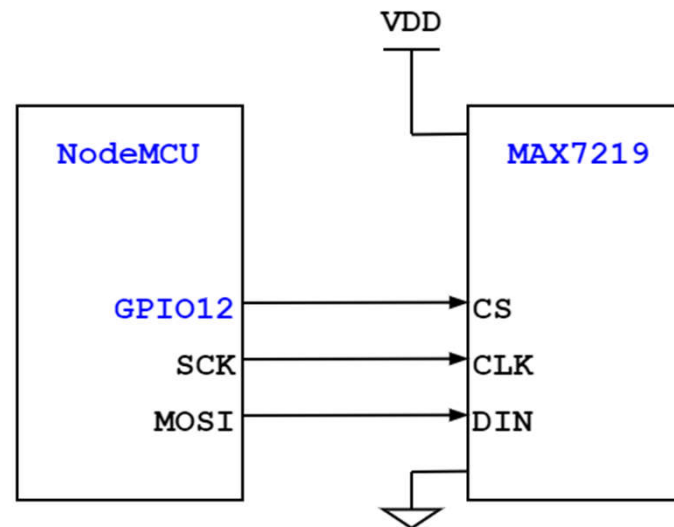 VDD
NodeMCU
MAX7219
GPIO12
CS
SCK
CLK
MOSI
DIN